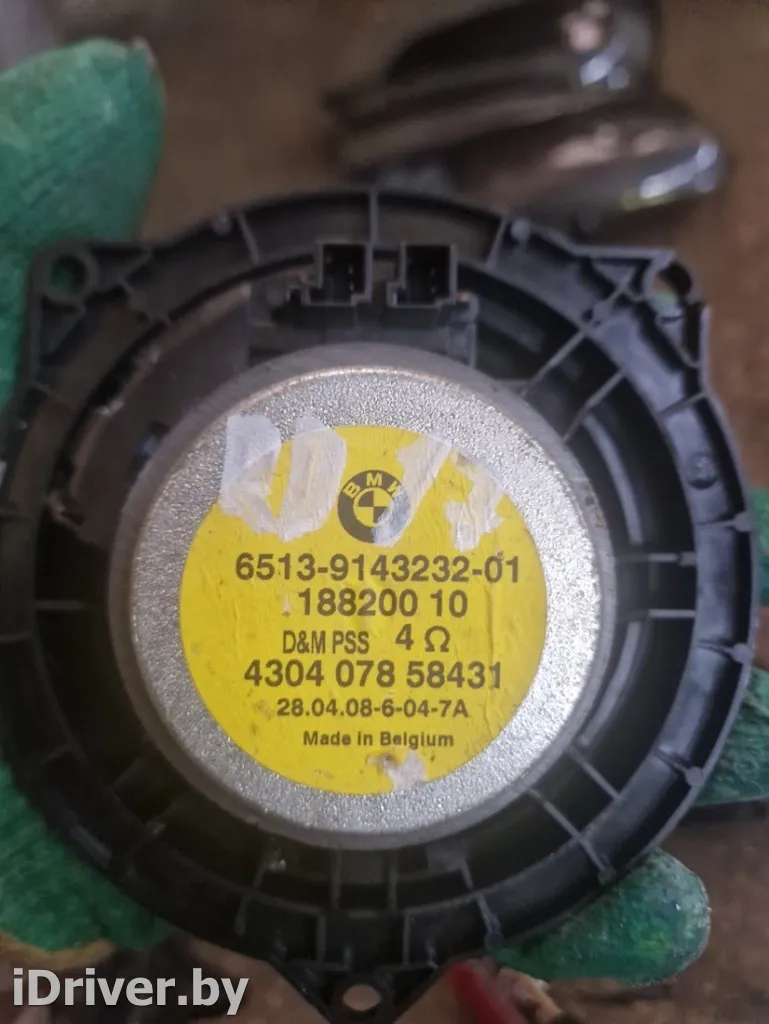 BMW
6513-9143232-01
188200 10
D&M PSS 4 Ω
4304 078 58431
28.04.08-6-04-7A
Made in Belgium
iDriver.by